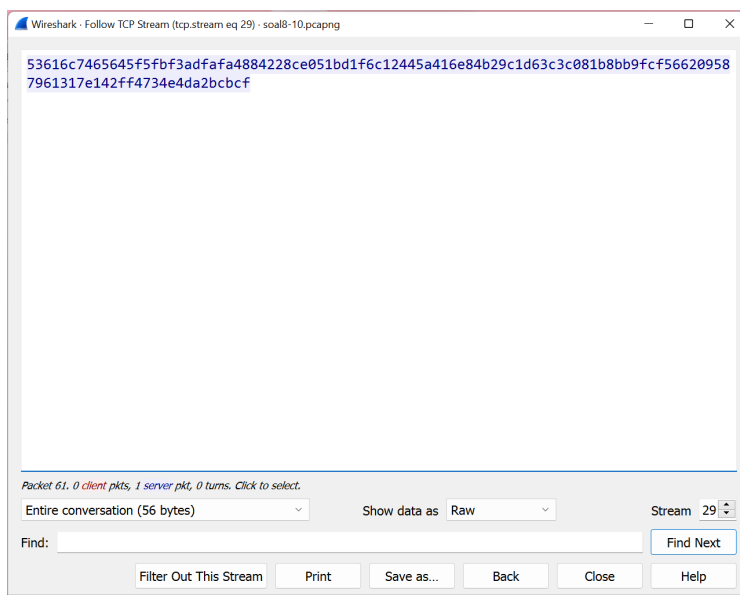 Wireshark · Follow TCP Stream (tcp.stream eq 29) · soal8-10.pcapng
53616c7465645f5fbf3adfafa4884228ce051bd1f6c12445a416e84b29c1d63c3c081b8bb9fcf56620958
7961317e142ff4734e4da2bcbcf
Packet 61. 0 client pkts, 1 server pkt, 0 turns. Click to select.
Entire conversation (56 bytes)
Show data as Raw
Stream 29
Find:
Find Next
Filter Out This Stream
Print
Save as…
Back
Close
Help